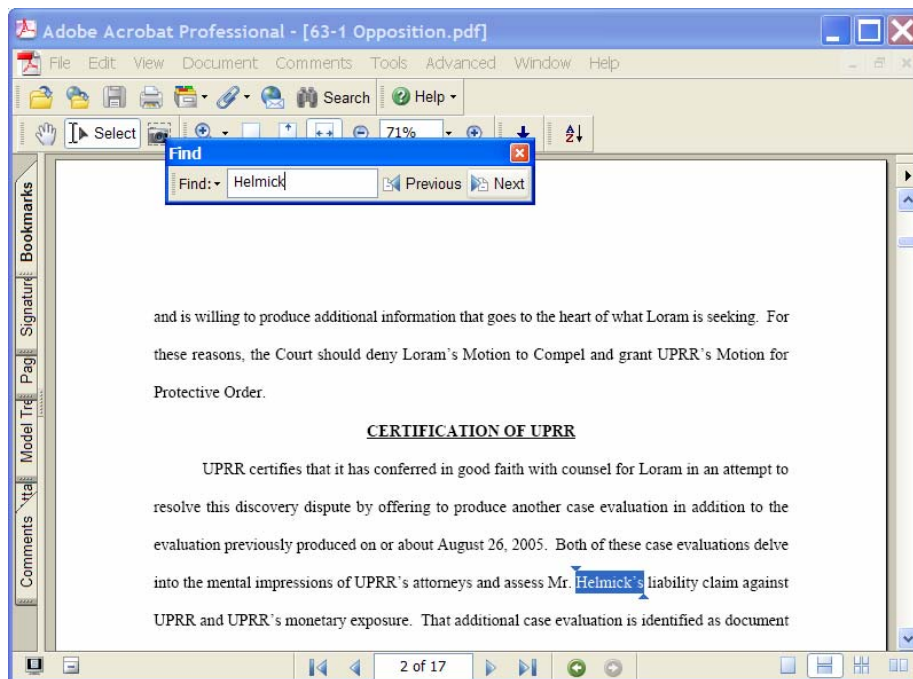 Adobe Acrobat Professional - [63-1 Opposition.pdf]
File Edit View Document Comments Tools Advanced Window Help
Search Help
Select 71%
Find
Find: Helmick Previous Next
Bookmarks
Signature
Pag
Model Tre
tta
Comments
and is willing to produce additional information that goes to the heart of what Loram is seeking. For
these reasons, the Court should deny Loram's Motion to Compel and grant UPRR's Motion for
Protective Order.
CERTIFICATION OF UPRR
UPRR certifies that it has conferred in good faith with counsel for Loram in an attempt to
resolve this discovery dispute by offering to produce another case evaluation in addition to the
evaluation previously produced on or about August 26, 2005. Both of these case evaluations delve
into the mental impressions of UPRR's attorneys and assess Mr. Helmick's liability claim against
UPRR and UPRR's monetary exposure. That additional case evaluation is identified as document
2 of 17